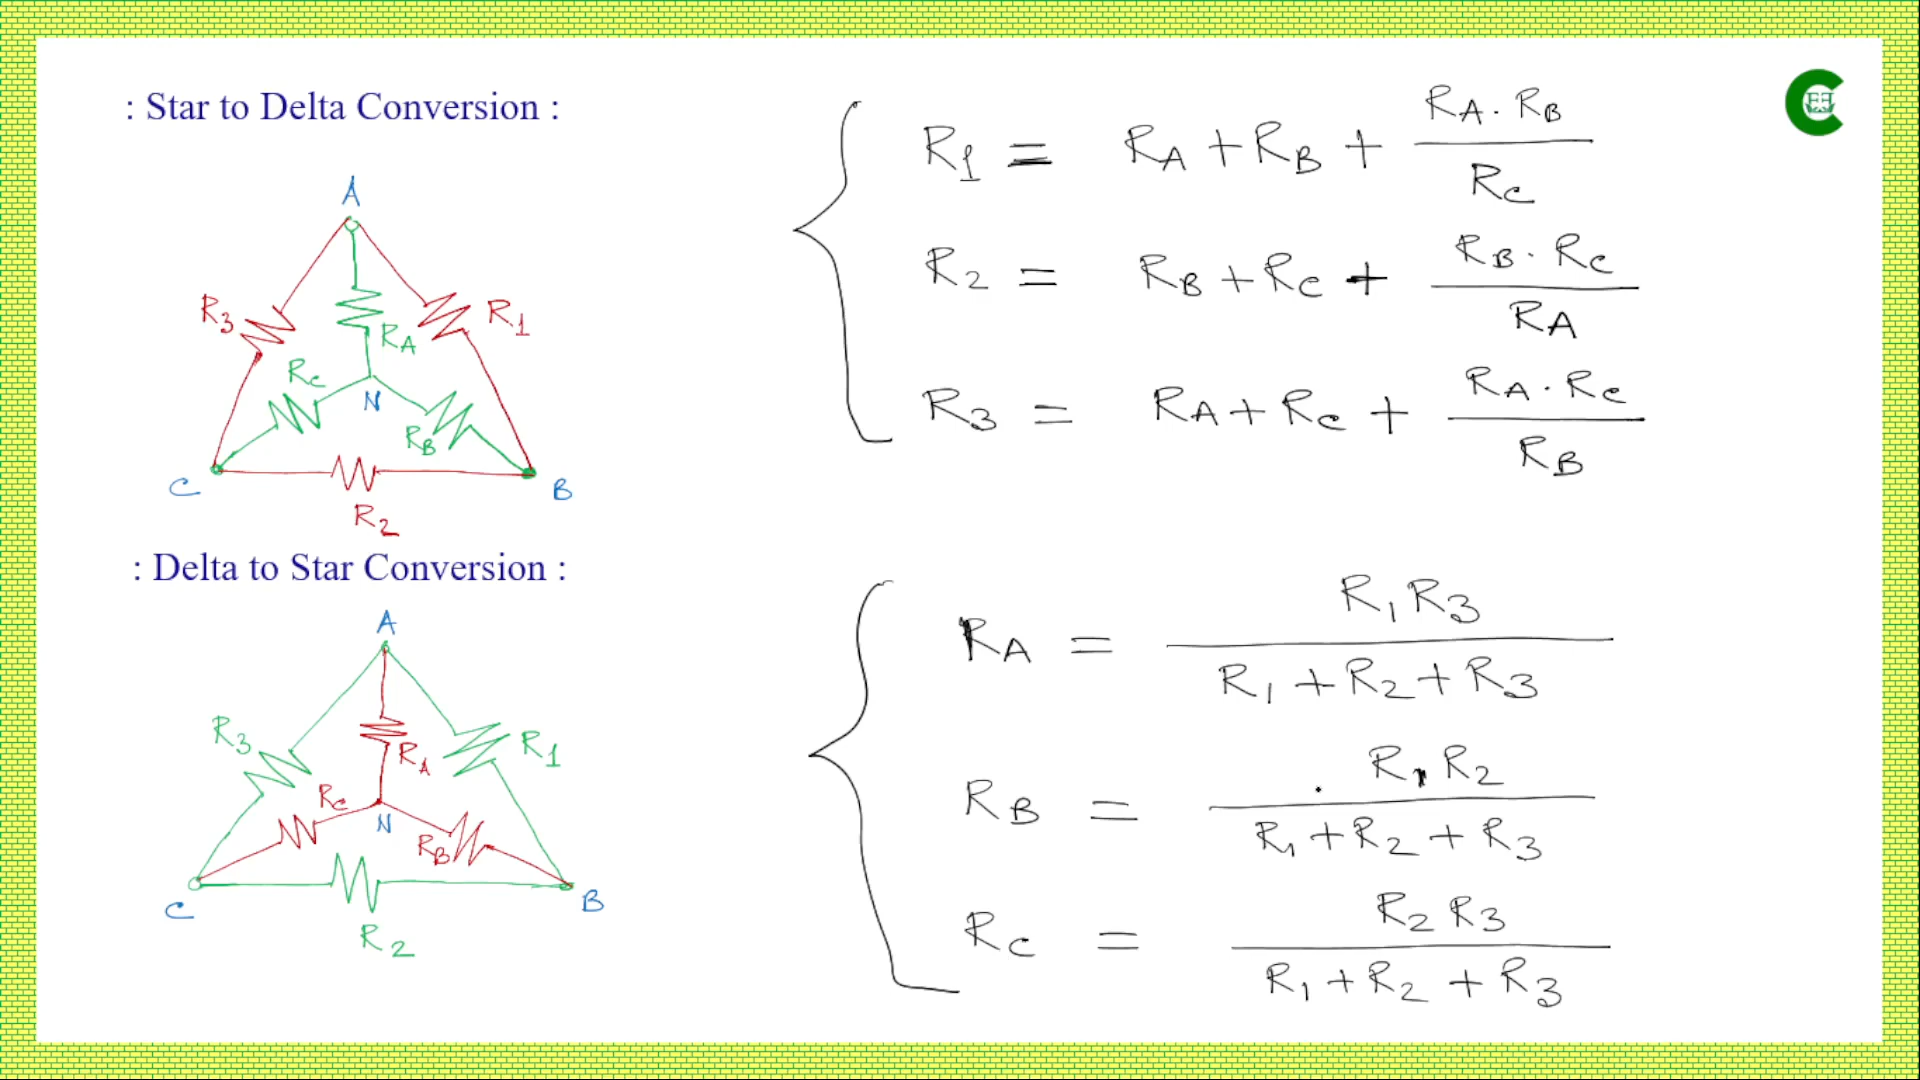 : Star to Delta Conversion :
A
R3
R1
RA
RC
N
RB
C
B
R2
R1 = RA + RB + RA . RB / RC
R2 = RB + RC + RB . RC / RA
R3 = RA + RC + RA . RC / RB
: Delta to Star Conversion :
A
R3
R1
RA
RC
N
RB
C
B
R2
RA = R1 R3 / R1 + R2 + R3
RB = R1 R2 / R1 + R2 + R3
RC = R2 R3 / R1 + R2 + R3